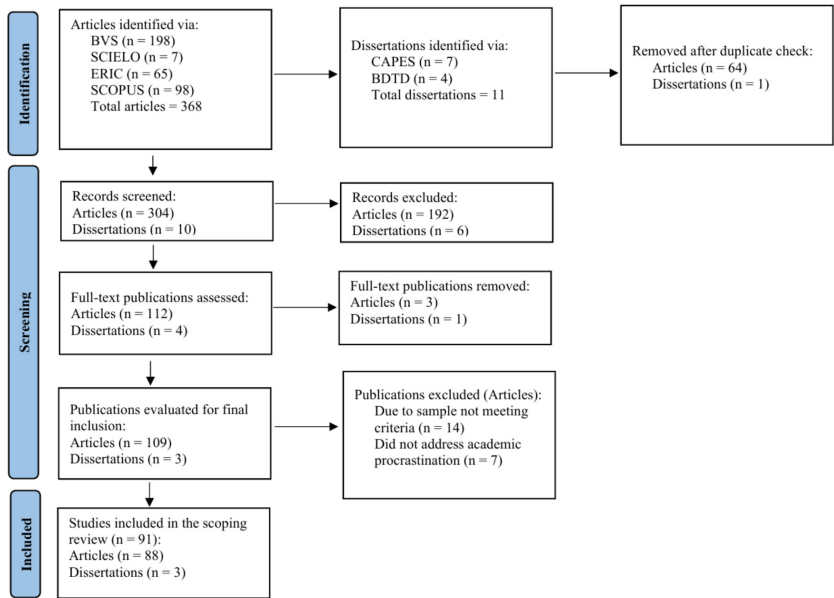 Identification
Articles identified via:
BVS (n = 198)
SCIELO (n = 7)
ERIC (n = 65)
SCOPUS (n = 98)
Total articles = 368
Dissertations identified via:
CAPES (n = 7)
BDTD (n = 4)
Total dissertations = 11
Removed after duplicate check:
Articles (n = 64)
Dissertations (n = 1)
Screening
Records screened:
Articles (n = 304)
Dissertations (n = 10)
Records excluded:
Articles (n = 192)
Dissertations (n = 6)
Full-text publications assessed:
Articles (n = 112)
Dissertations (n = 4)
Full-text publications removed:
Articles (n = 3)
Dissertations (n = 1)
Publications evaluated for final
inclusion:
Articles (n = 109)
Dissertations (n = 3)
Publications excluded (Articles):
Due to sample not meeting
criteria (n = 14)
Did not address academic
procrastination (n = 7)
Included
Studies included in the scoping
review (n = 91):
Articles (n = 88)
Dissertations (n = 3)